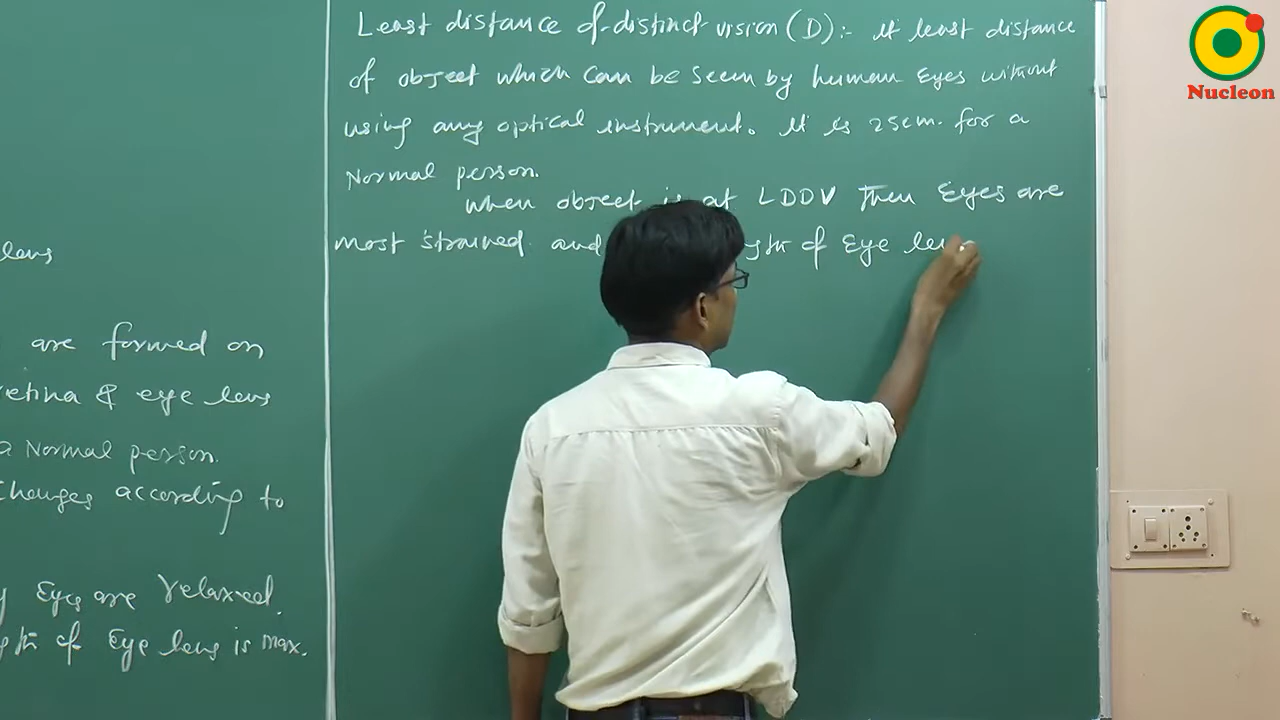 lens
are formed on
retina & eye lens
a Normal person.
Changes according to
Eyes are relaxed.
of Eye lens is max.
Least distance of distinct vision (D):- It least distance
of object which can be seen by human Eyes without
using any optical instrument. It is 25cm. for a
Normal person.
When object is at LDDV Then Eyes are
most strained and of Eye lens
Nucleon